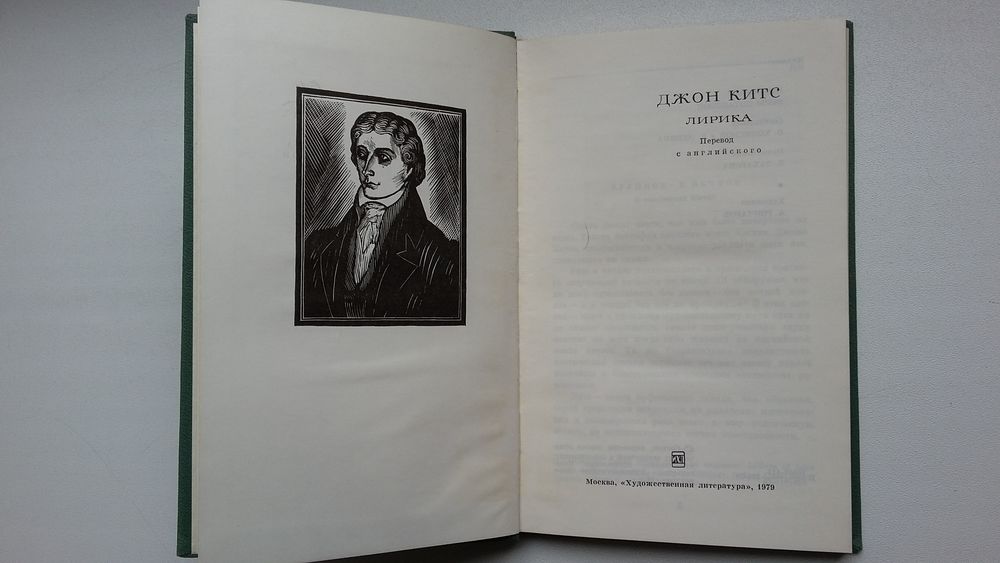 ДЖОН КИТС
ЛИРИКА
Перевод
с английского
Москва, «Художественная литература», 1979